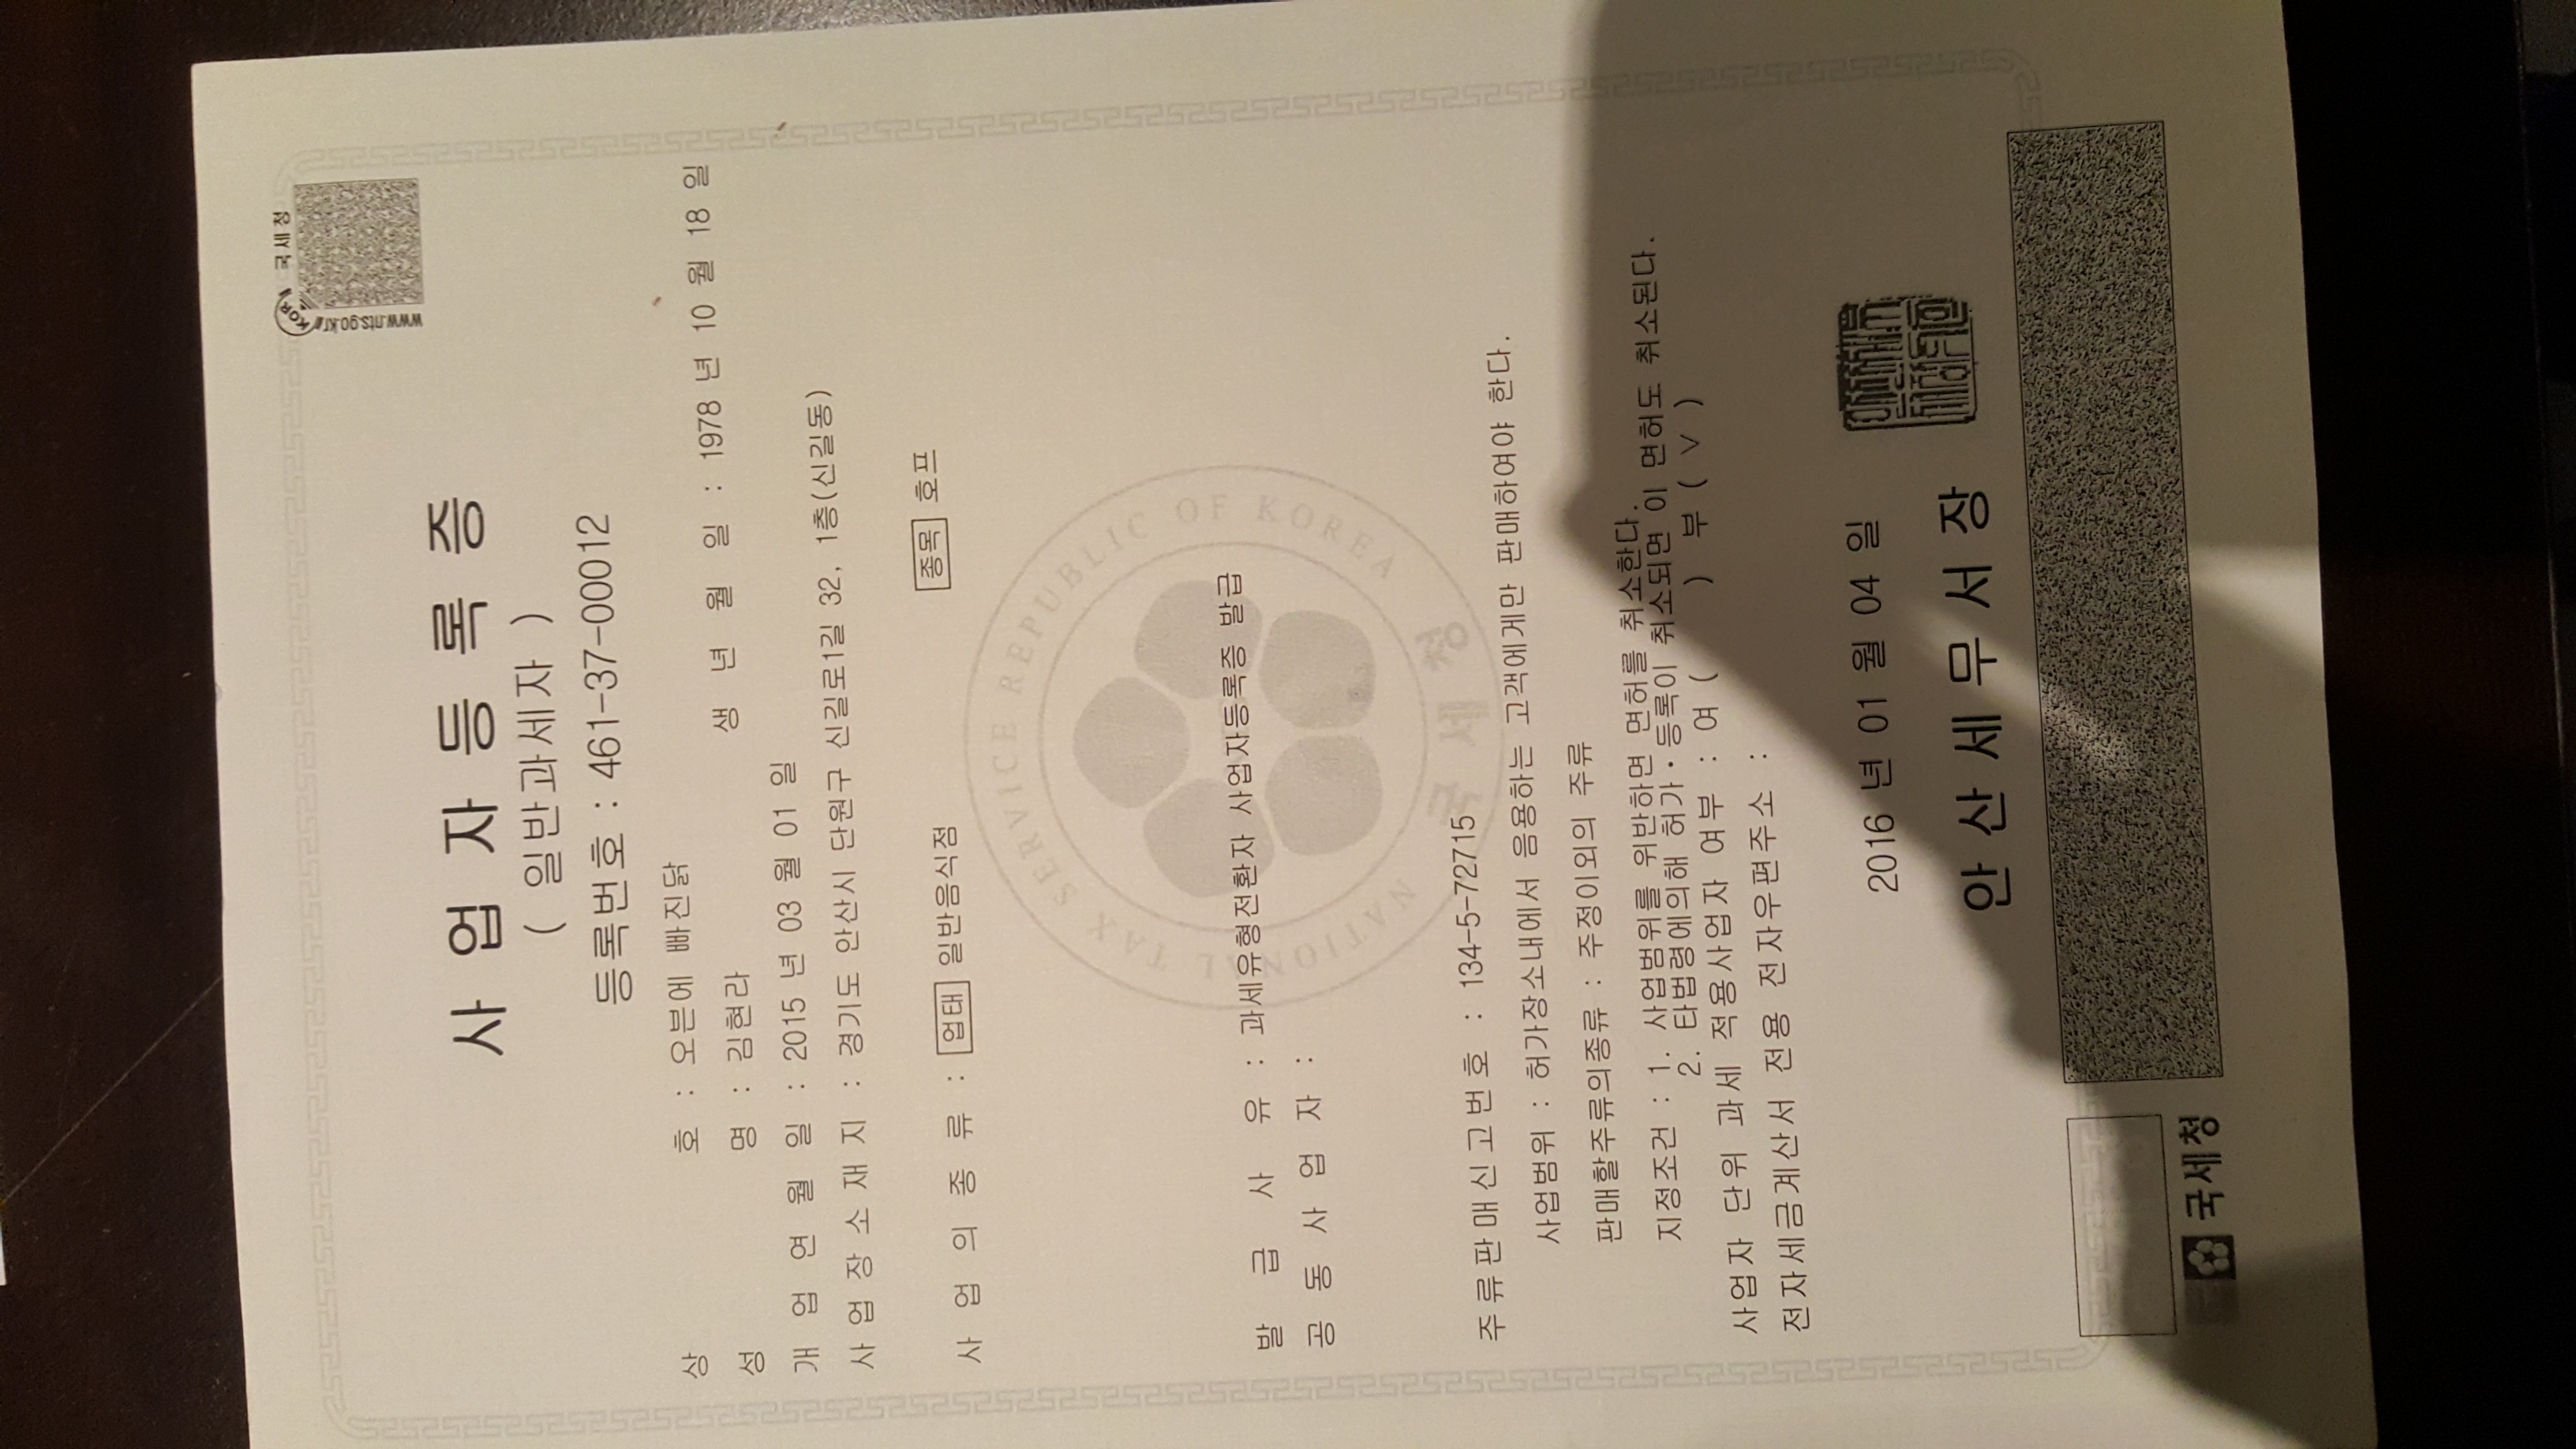 국세청
KOR
www.nts.go.kr
사업자등록증
( 일반과세자 )
등록번호 : 461-37-00012
상 호 : 오븐에 빠진닭
성 명 : 김현라 생 년 월 일 : 1978 년 10 월 18 일
개 업 연 월 일 : 2015 년 03 월 01 일
사 업 장 소 재 지 : 경기도 안산시 단원구 신길로1길 32, 1층(신길동)
사 업 의 종 류 : 업태 일반음식점 종목 호프
NATIONAL TAX SERVICE REPUBLIC OF KOREA
발 급 사 유 : 과세유형전환자 사업자등록증 발급
공 동 사 업 자 :
국세청
주류판매신고번호 : 134-5-72715
사업범위 : 허가장소내에서 음용하는 고객에게만 판매하여야 한다.
판매할주류의종류 : 주정이외의 주류
지정조건 : 1. 사업범위를 위반하면 면허를 취소한다.
2. 타법령에의해 허가·등록이 취소되면 이 면허도 취소된다.
사업자 단위 과세 적용사업자 여부 : 여 ( ) 부 ( ∨ )
전자세금계산서 전용 전자우편주소 :
2016 년 01 월 04 일
안산세무서장
국세청